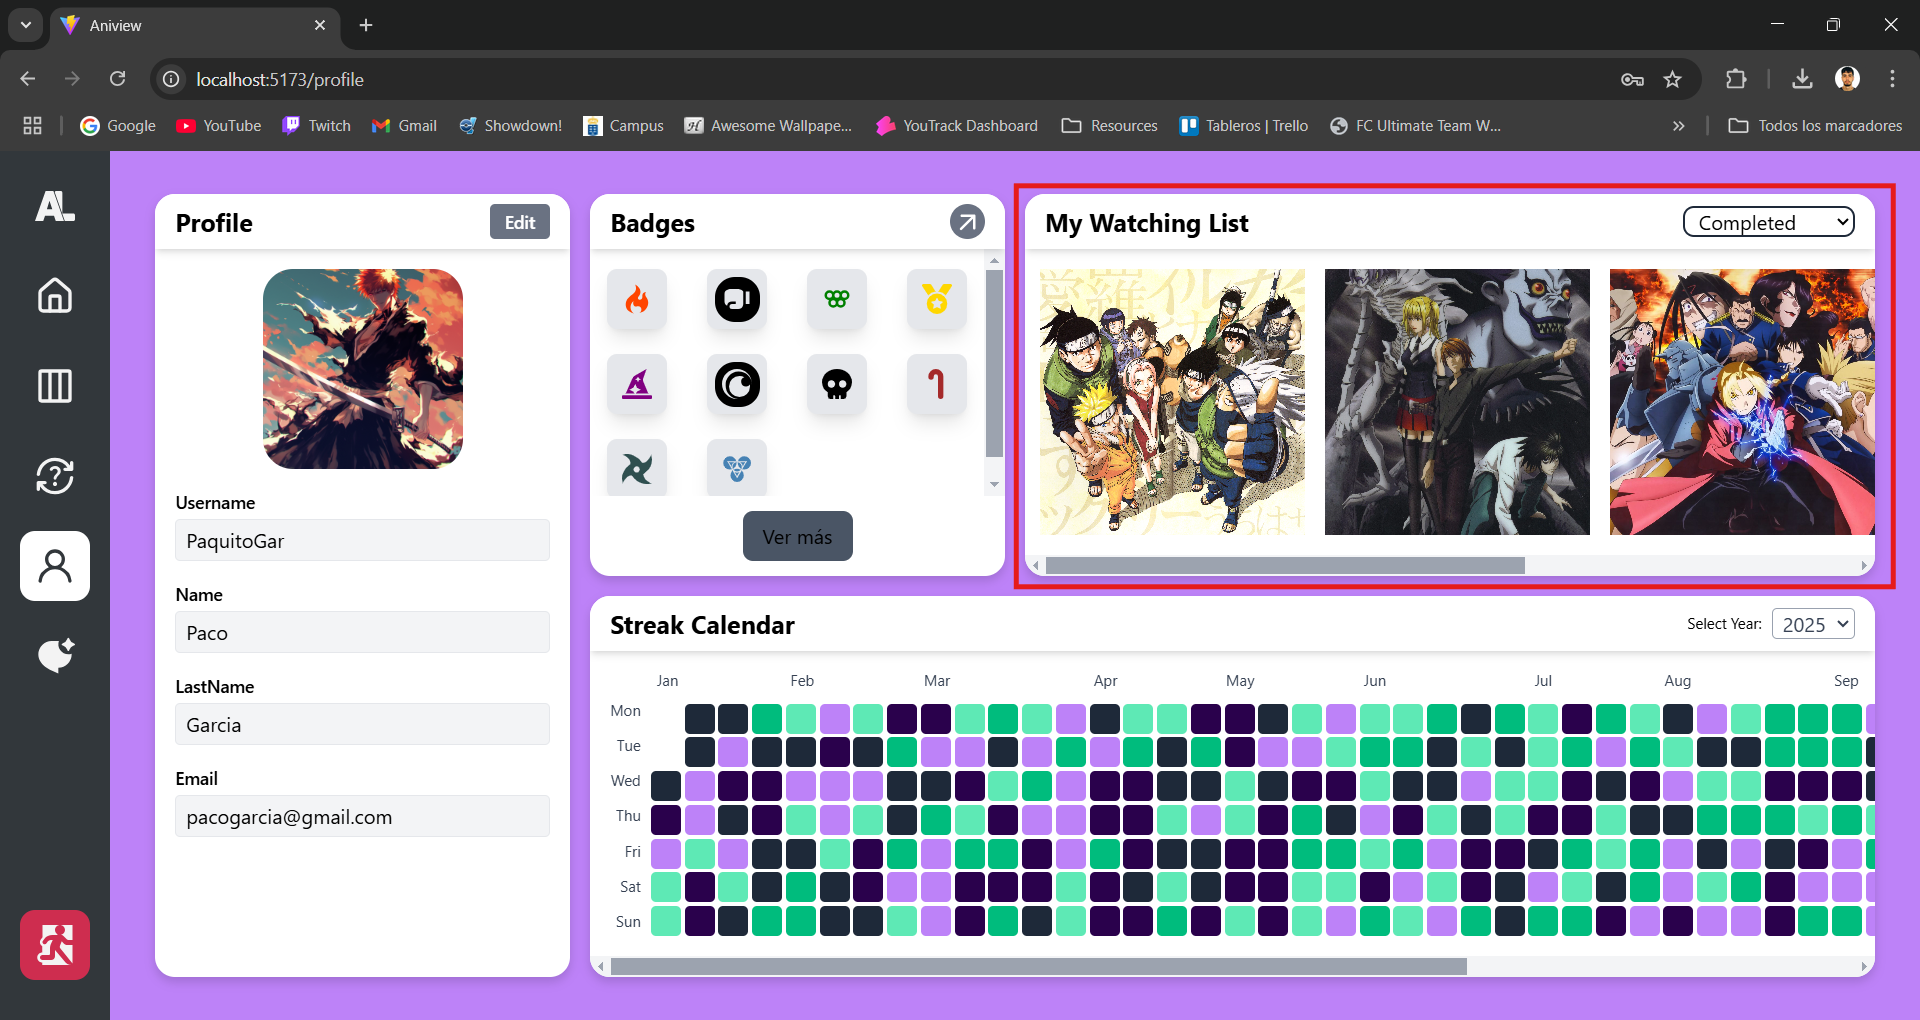 Aniview
localhost:5173/profile
Google
YouTube
Twitch
Gmail
Showdown!
Campus
Awesome Wallpape...
YouTrack Dashboard
Resources
Tableros | Trello
FC Ultimate Team W...
»
Todos los marcadores
AL
Profile
Edit
Username
PaquitoGar
Name
Paco
LastName
Garcia
Email
pacogarcia@gmail.com
Badges
Ver más
My Watching List
Completed
Streak Calendar
Select Year:
2025
Jan Feb Mar Apr May Jun Jul Aug Sep
Mon
Tue
Wed
Thu
Fri
Sat
Sun